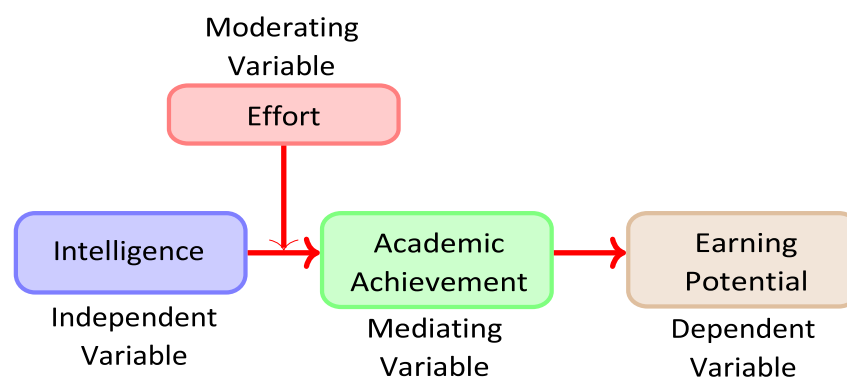 Moderating
Variable
Effort
Intelligence
Independent
Variable
Academic
Achievement
Mediating
Variable
Earning
Potential
Dependent
Variable